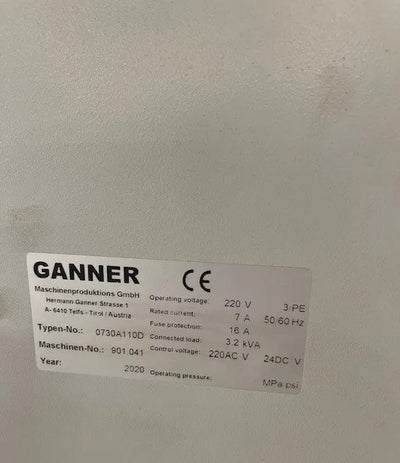 GANNER
Maschinenproduktions GmbH
Hermann Ganner Strasse 1
A- 6410 Telfs - Tirol / Austria
Typen-No.: 0730A110D
Maschinen-No.: 901.041
Year: 2020
CE
Operating voltage: 220 V 3/PE
Rated current: 7 A 50/60 Hz
Fuse protection: 16 A
Connected load: 3.2 kVA
Control voltage: 220AC V 24DC V
Operating pressure: MPa/psi